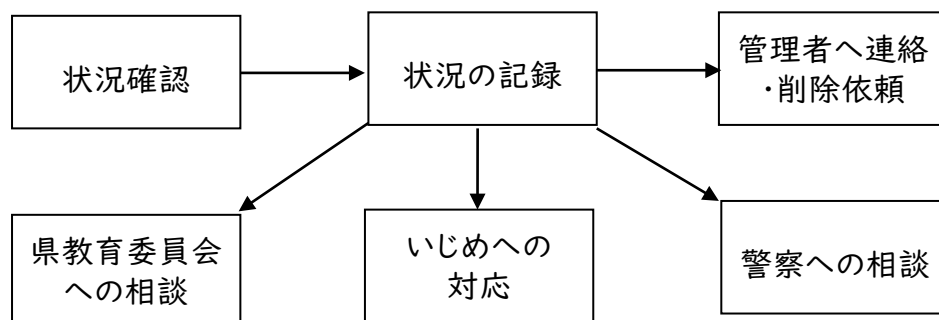 状況確認
状況の記録
管理者へ連絡
・削除依頼
県教育委員会
への相談
いじめへの
対応
警察への相談